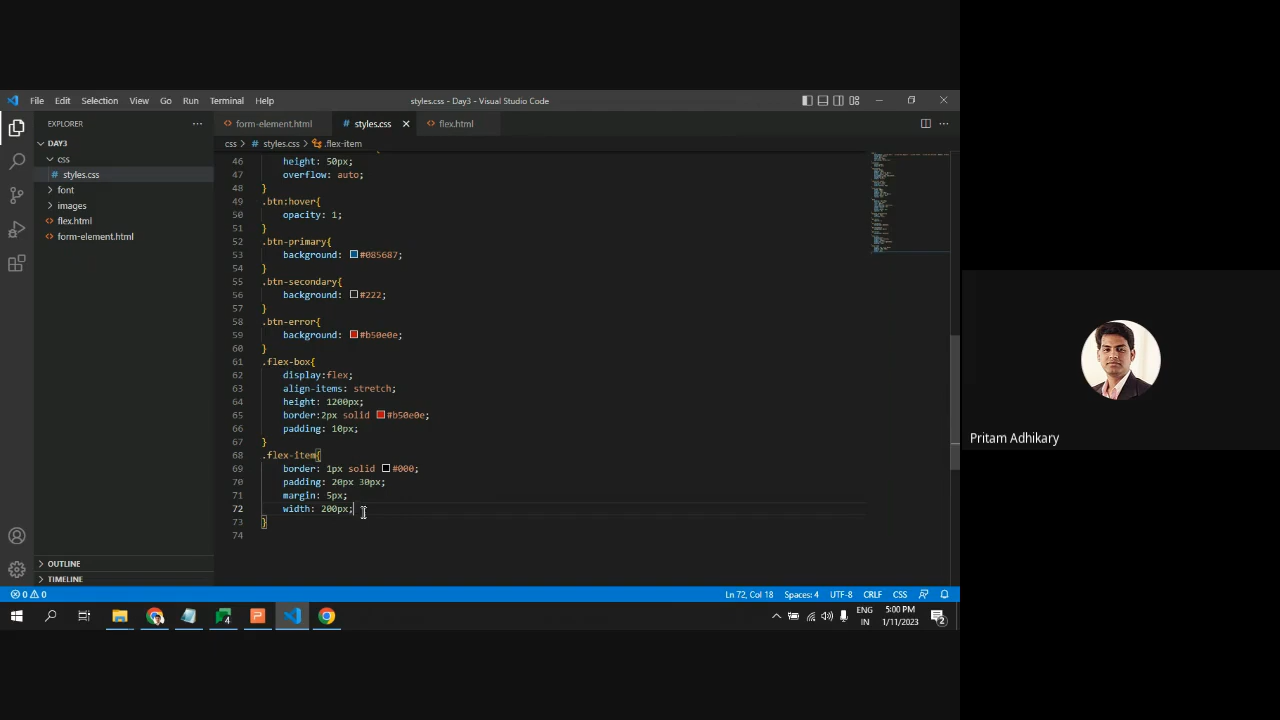 File Edit Selection View Go Run Terminal Help
styles.css - Day3 - Visual Studio Code
EXPLORER
form-element.html
styles.css
flex.html
DAY3
css > styles.css > .flex-item
css
styles.css
font
images
flex.html
form-element.html
46 height: 50px;
47 overflow: auto;
48 }
49 .btn:hover{
50 opacity: 1;
51 }
52 .btn-primary{
53 background: #085687;
54 }
55 .btn-secondary{
56 background: #222;
57 }
58 .btn-error{
59 background: #b50e0e;
60 }
61 .flex-box{
62 display:flex;
63 align-items: stretch;
64 height: 1200px;
65 border:2px solid #b50e0e;
66 padding: 10px;
67 }
68 .flex-item{
69 border: 1px solid #000;
70 padding: 20px 30px;
71 margin: 5px;
72 width: 200px;
73 }
74
OUTLINE
TIMELINE
0 0
Ln 72, Col 18 Spaces: 4 UTF-8 CRLF CSS
4
ENG
IN
5:00 PM
1/11/2023
2
Pritam Adhikary